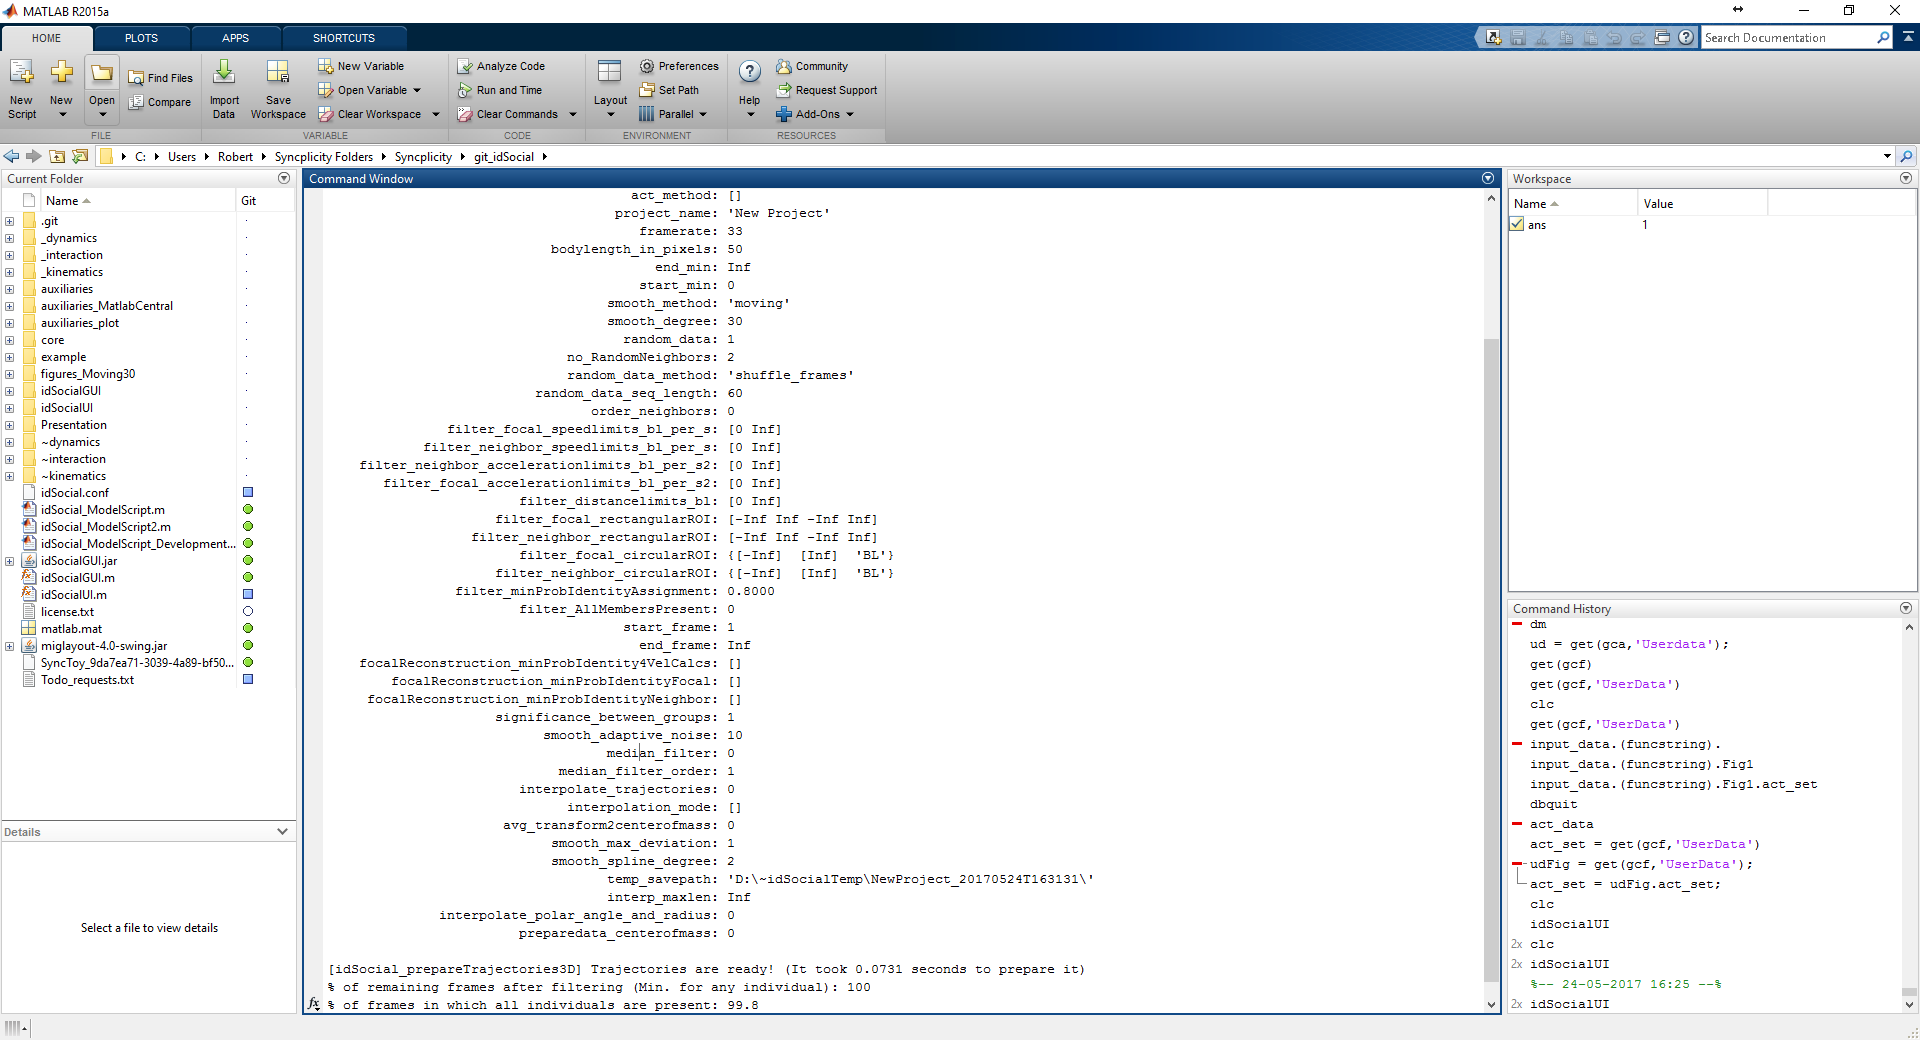 MATLAB R2015a
HOME
PLOTS
APPS
SHORTCUTS
Search Documentation
New Script
New
Open
Find Files
Compare
Import Data
Save Workspace
New Variable
Open Variable
Clear Workspace
Analyze Code
Run and Time
Clear Commands
Layout
Preferences
Set Path
Parallel
Help
Community
Request Support
Add-Ons
FILE
VARIABLE
CODE
ENVIRONMENT
RESOURCES
C: Users Robert Syncplicity Folders Syncplicity git_idSocial
Current Folder
Name Git
.git
_dynamics
_interaction
_kinematics
auxiliaries
auxiliaries_MatlabCentral
auxiliaries_plot
core
example
figures_Moving30
idSocialGUI
idSocialUI
Presentation
~dynamics
~interaction
~kinematics
idSocial.conf
idSocial_ModelScript.m
idSocial_ModelScript2.m
idSocial_ModelScript_Development...
idSocialGUI.jar
idSocialGUI.m
idSocialUI.m
license.txt
matlab.mat
miglayout-4.0-swing.jar
SyncToy_9da7ea71-3039-4a89-bf50...
Todo_requests.txt
Details
Select a file to view details
Command Window
act_method: []
project_name: 'New Project'
framerate: 33
bodylength_in_pixels: 50
end_min: Inf
start_min: 0
smooth_method: 'moving'
smooth_degree: 30
random_data: 1
no_RandomNeighbors: 2
random_data_method: 'shuffle_frames'
random_data_seq_length: 60
order_neighbors: 0
filter_focal_speedlimits_bl_per_s: [0 Inf]
filter_neighbor_speedlimits_bl_per_s: [0 Inf]
filter_neighbor_accelerationlimits_bl_per_s2: [0 Inf]
filter_focal_accelerationlimits_bl_per_s2: [0 Inf]
filter_distancelimits_bl: [0 Inf]
filter_focal_rectangularROI: [-Inf Inf -Inf Inf]
filter_neighbor_rectangularROI: [-Inf Inf -Inf Inf]
filter_focal_circularROI: {[-Inf]  [Inf]  'BL'}
filter_neighbor_circularROI: {[-Inf]  [Inf]  'BL'}
filter_minProbIdentityAssignment: 0.8000
filter_AllMembersPresent: 0
start_frame: 1
end_frame: Inf
focalReconstruction_minProbIdentity4VelCalcs: []
focalReconstruction_minProbIdentityFocal: []
focalReconstruction_minProbIdentityNeighbor: []
significance_between_groups: 1
smooth_adaptive_noise: 10
median_filter: 0
median_filter_order: 1
interpolate_trajectories: 0
interpolation_mode: []
avg_transform2centerofmass: 0
smooth_max_deviation: 1
smooth_spline_degree: 2
temp_savepath: 'D:\~idSocialTemp\NewProject_20170524T163131\'
interp_maxlen: Inf
interpolate_polar_angle_and_radius: 0
preparedata_centerofmass: 0
[idSocial_prepareTrajectories3D] Trajectories are ready! (It took 0.0731 seconds to prepare it)
% of remaining frames after filtering (Min. for any individual): 100
fx % of frames in which all individuals are present: 99.8
Workspace
Name Value
ans 1
Command History
dm
ud = get(gca,'Userdata');
get(gcf)
get(gcf,'UserData')
clc
get(gcf,'UserData')
input_data.(funcstring).
input_data.(funcstring).Fig1
input_data.(funcstring).Fig1.act_set
dbquit
act_data
act_set = get(gcf,'UserData')
udFig = get(gcf,'UserData');
act_set = udFig.act_set;
clc
idSocialUI
2x clc
2x idSocialUI
%-- 24-05-2017 16:25 --%
2x idSocialUI